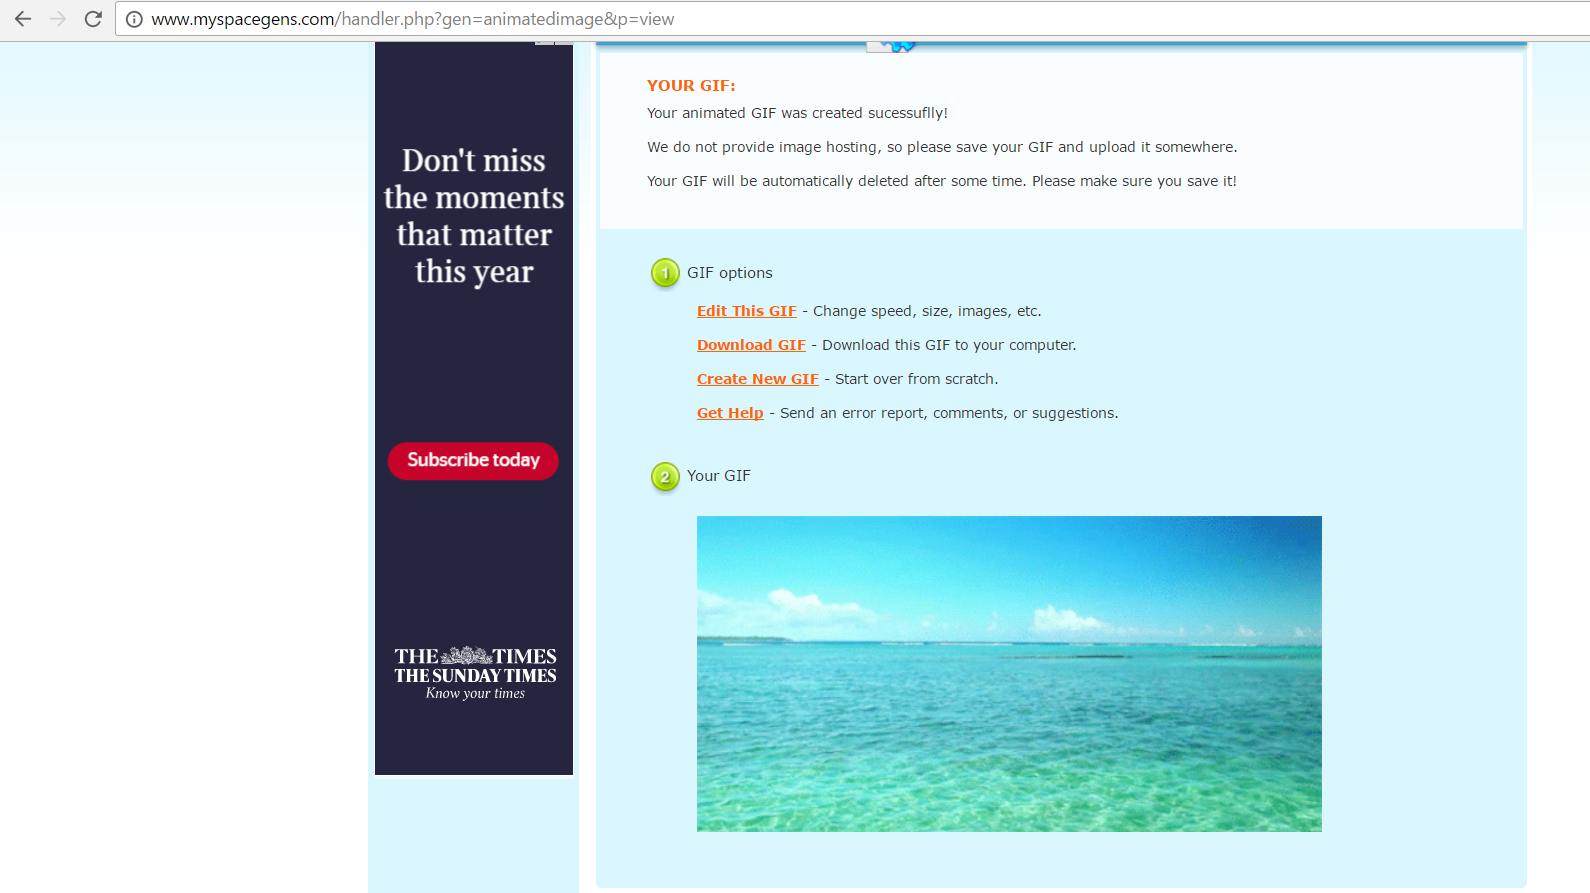 www.myspacegens.com/handler.php?gen=animatedimage&p=view
Don't miss
the moments
that matter
this year
Subscribe today
THE TIMES
THE SUNDAY TIMES
Know your times
YOUR GIF:
Your animated GIF was created sucessuflly!
We do not provide image hosting, so please save your GIF and upload it somewhere.
Your GIF will be automatically deleted after some time. Please make sure you save it!
1 GIF options
Edit This GIF - Change speed, size, images, etc.
Download GIF - Download this GIF to your computer.
Create New GIF - Start over from scratch.
Get Help - Send an error report, comments, or suggestions.
2 Your GIF